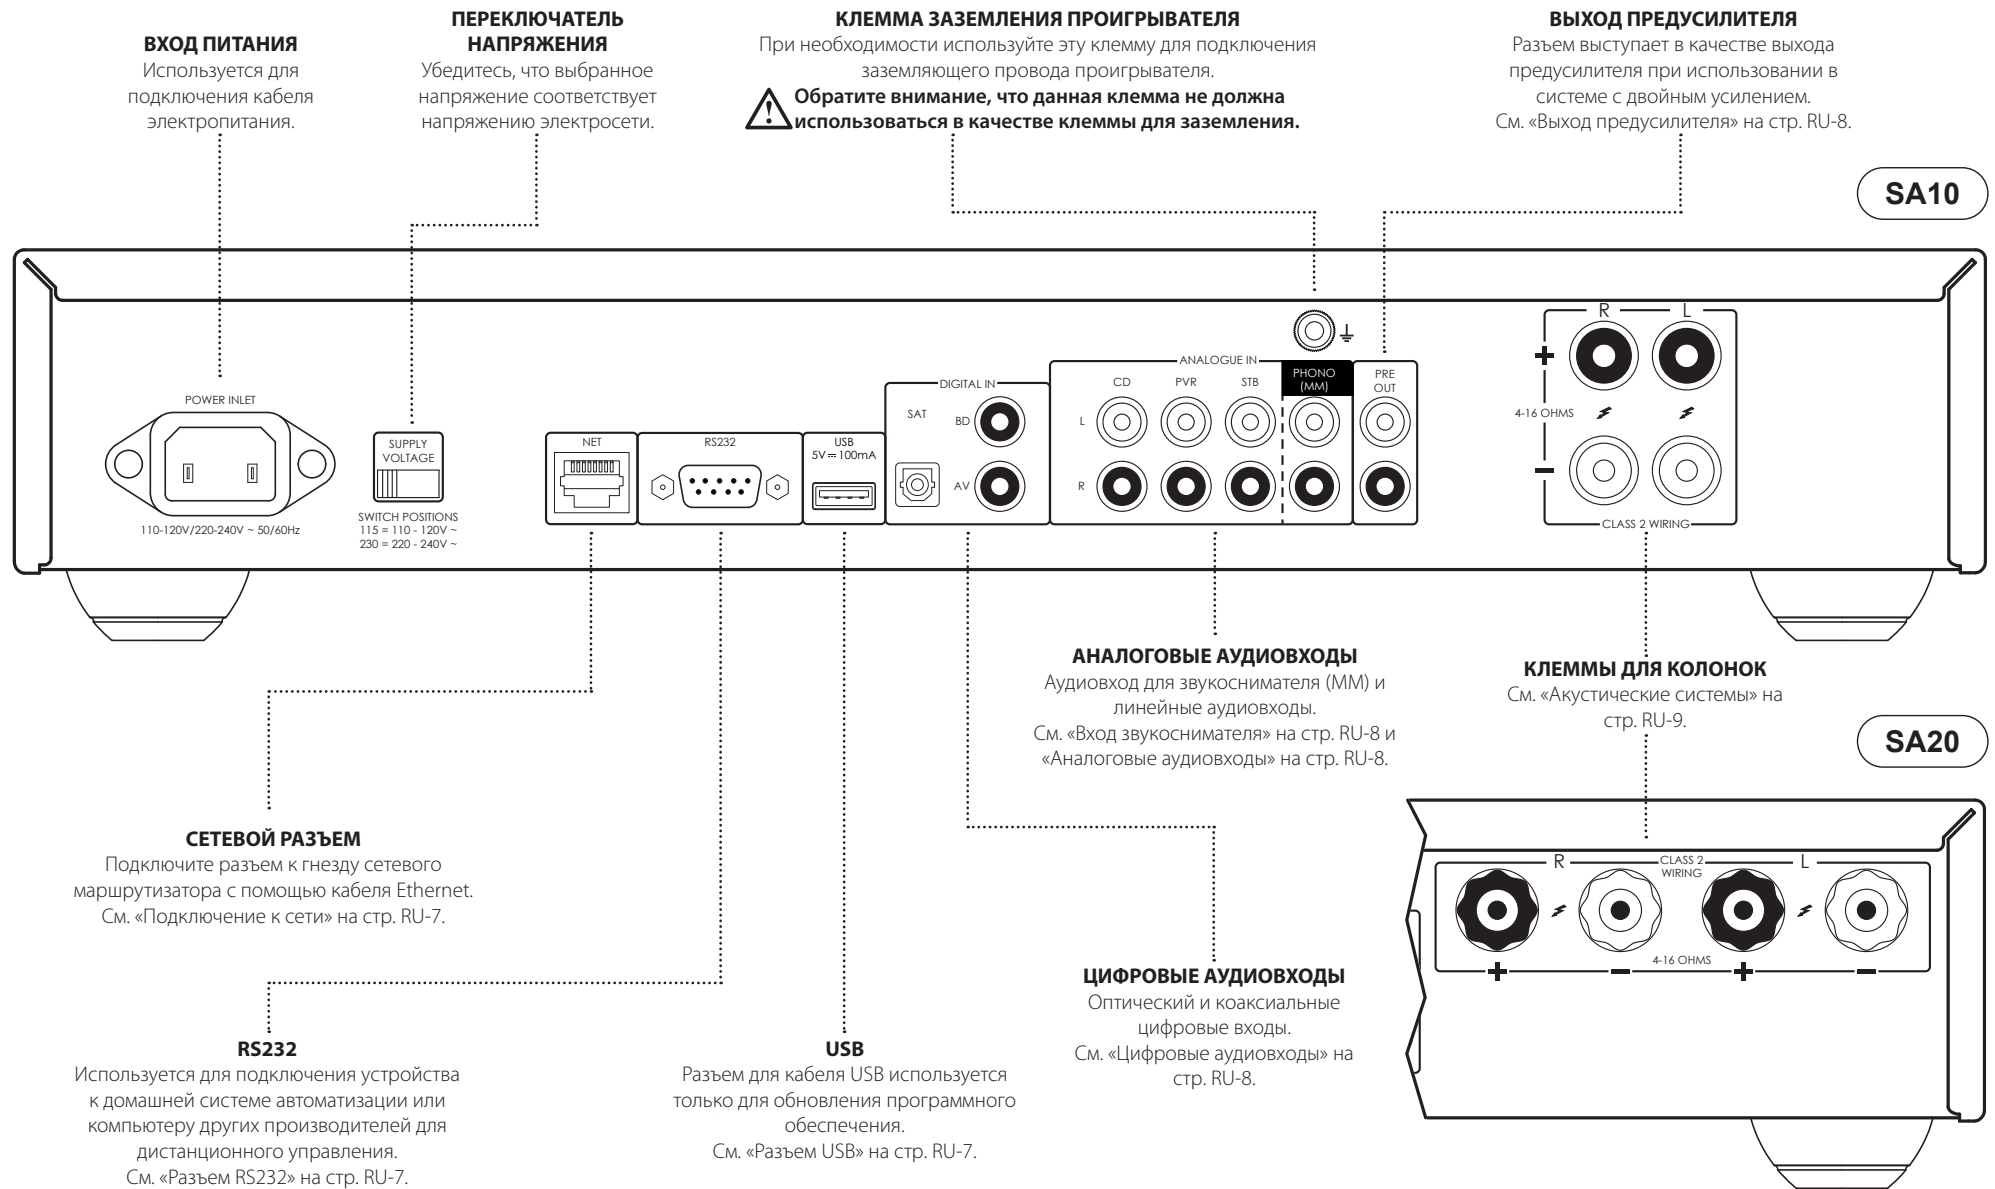 ВХОД ПИТАНИЯ
Используется для
подключения кабеля
электропитания.
ПЕРЕКЛЮЧАТЕЛЬ
НАПРЯЖЕНИЯ
Убедитесь, что выбранное
напряжение соответствует
напряжению электросети.
КЛЕММА ЗАЗЕМЛЕНИЯ ПРОИГРЫВАТЕЛЯ
При необходимости используйте эту клемму для подключения
заземляющего провода проигрывателя.
Обратите внимание, что данная клемма не должна
использоваться в качестве клеммы для заземления.
ВЫХОД ПРЕДУСИЛИТЕЛЯ
Разъем выступает в качестве выхода
предусилителя при использовании в
системе с двойным усилением.
См. «Выход предусилителя» на стр. RU-8.
SA10
POWER INLET
110-120V/220-240V ~ 50/60Hz
SUPPLY
VOLTAGE
SWITCH POSITIONS
115 = 110 - 120V ~
230 = 220 - 240V ~
NET
RS232
USB
5V ⎓ 100mA
DIGITAL IN
SAT
BD
AV
ANALOGUE IN
CD
PVR
STB
PHONO
(MM)
L
R
PRE
OUT
R
L
+
4-16 OHMS
−
CLASS 2 WIRING
АНАЛОГОВЫЕ АУДИОВХОДЫ
Аудиовход для звукоснимателя (MM) и
линейные аудиовходы.
См. «Вход звукоснимателя» на стр. RU-8 и
«Аналоговые аудиовходы» на стр. RU-8.
КЛЕММЫ ДЛЯ КОЛОНОК
См. «Акустические системы» на
стр. RU-9.
SA20
R
CLASS 2
WIRING
L
4-16 OHMS
+
−
+
−
СЕТЕВОЙ РАЗЪЕМ
Подключите разъем к гнезду сетевого
маршрутизатора с помощью кабеля Ethernet.
См. «Подключение к сети» на стр. RU-7.
ЦИФРОВЫЕ АУДИОВХОДЫ
Оптический и коаксиальные
цифровые входы.
См. «Цифровые аудиовходы» на
стр. RU-8.
RS232
Используется для подключения устройства
к домашней системе автоматизации или
компьютеру других производителей для
дистанционного управления.
См. «Разъем RS232» на стр. RU-7.
USB
Разъем для кабеля USB используется
только для обновления программного
обеспечения.
См. «Разъем USB» на стр. RU-7.